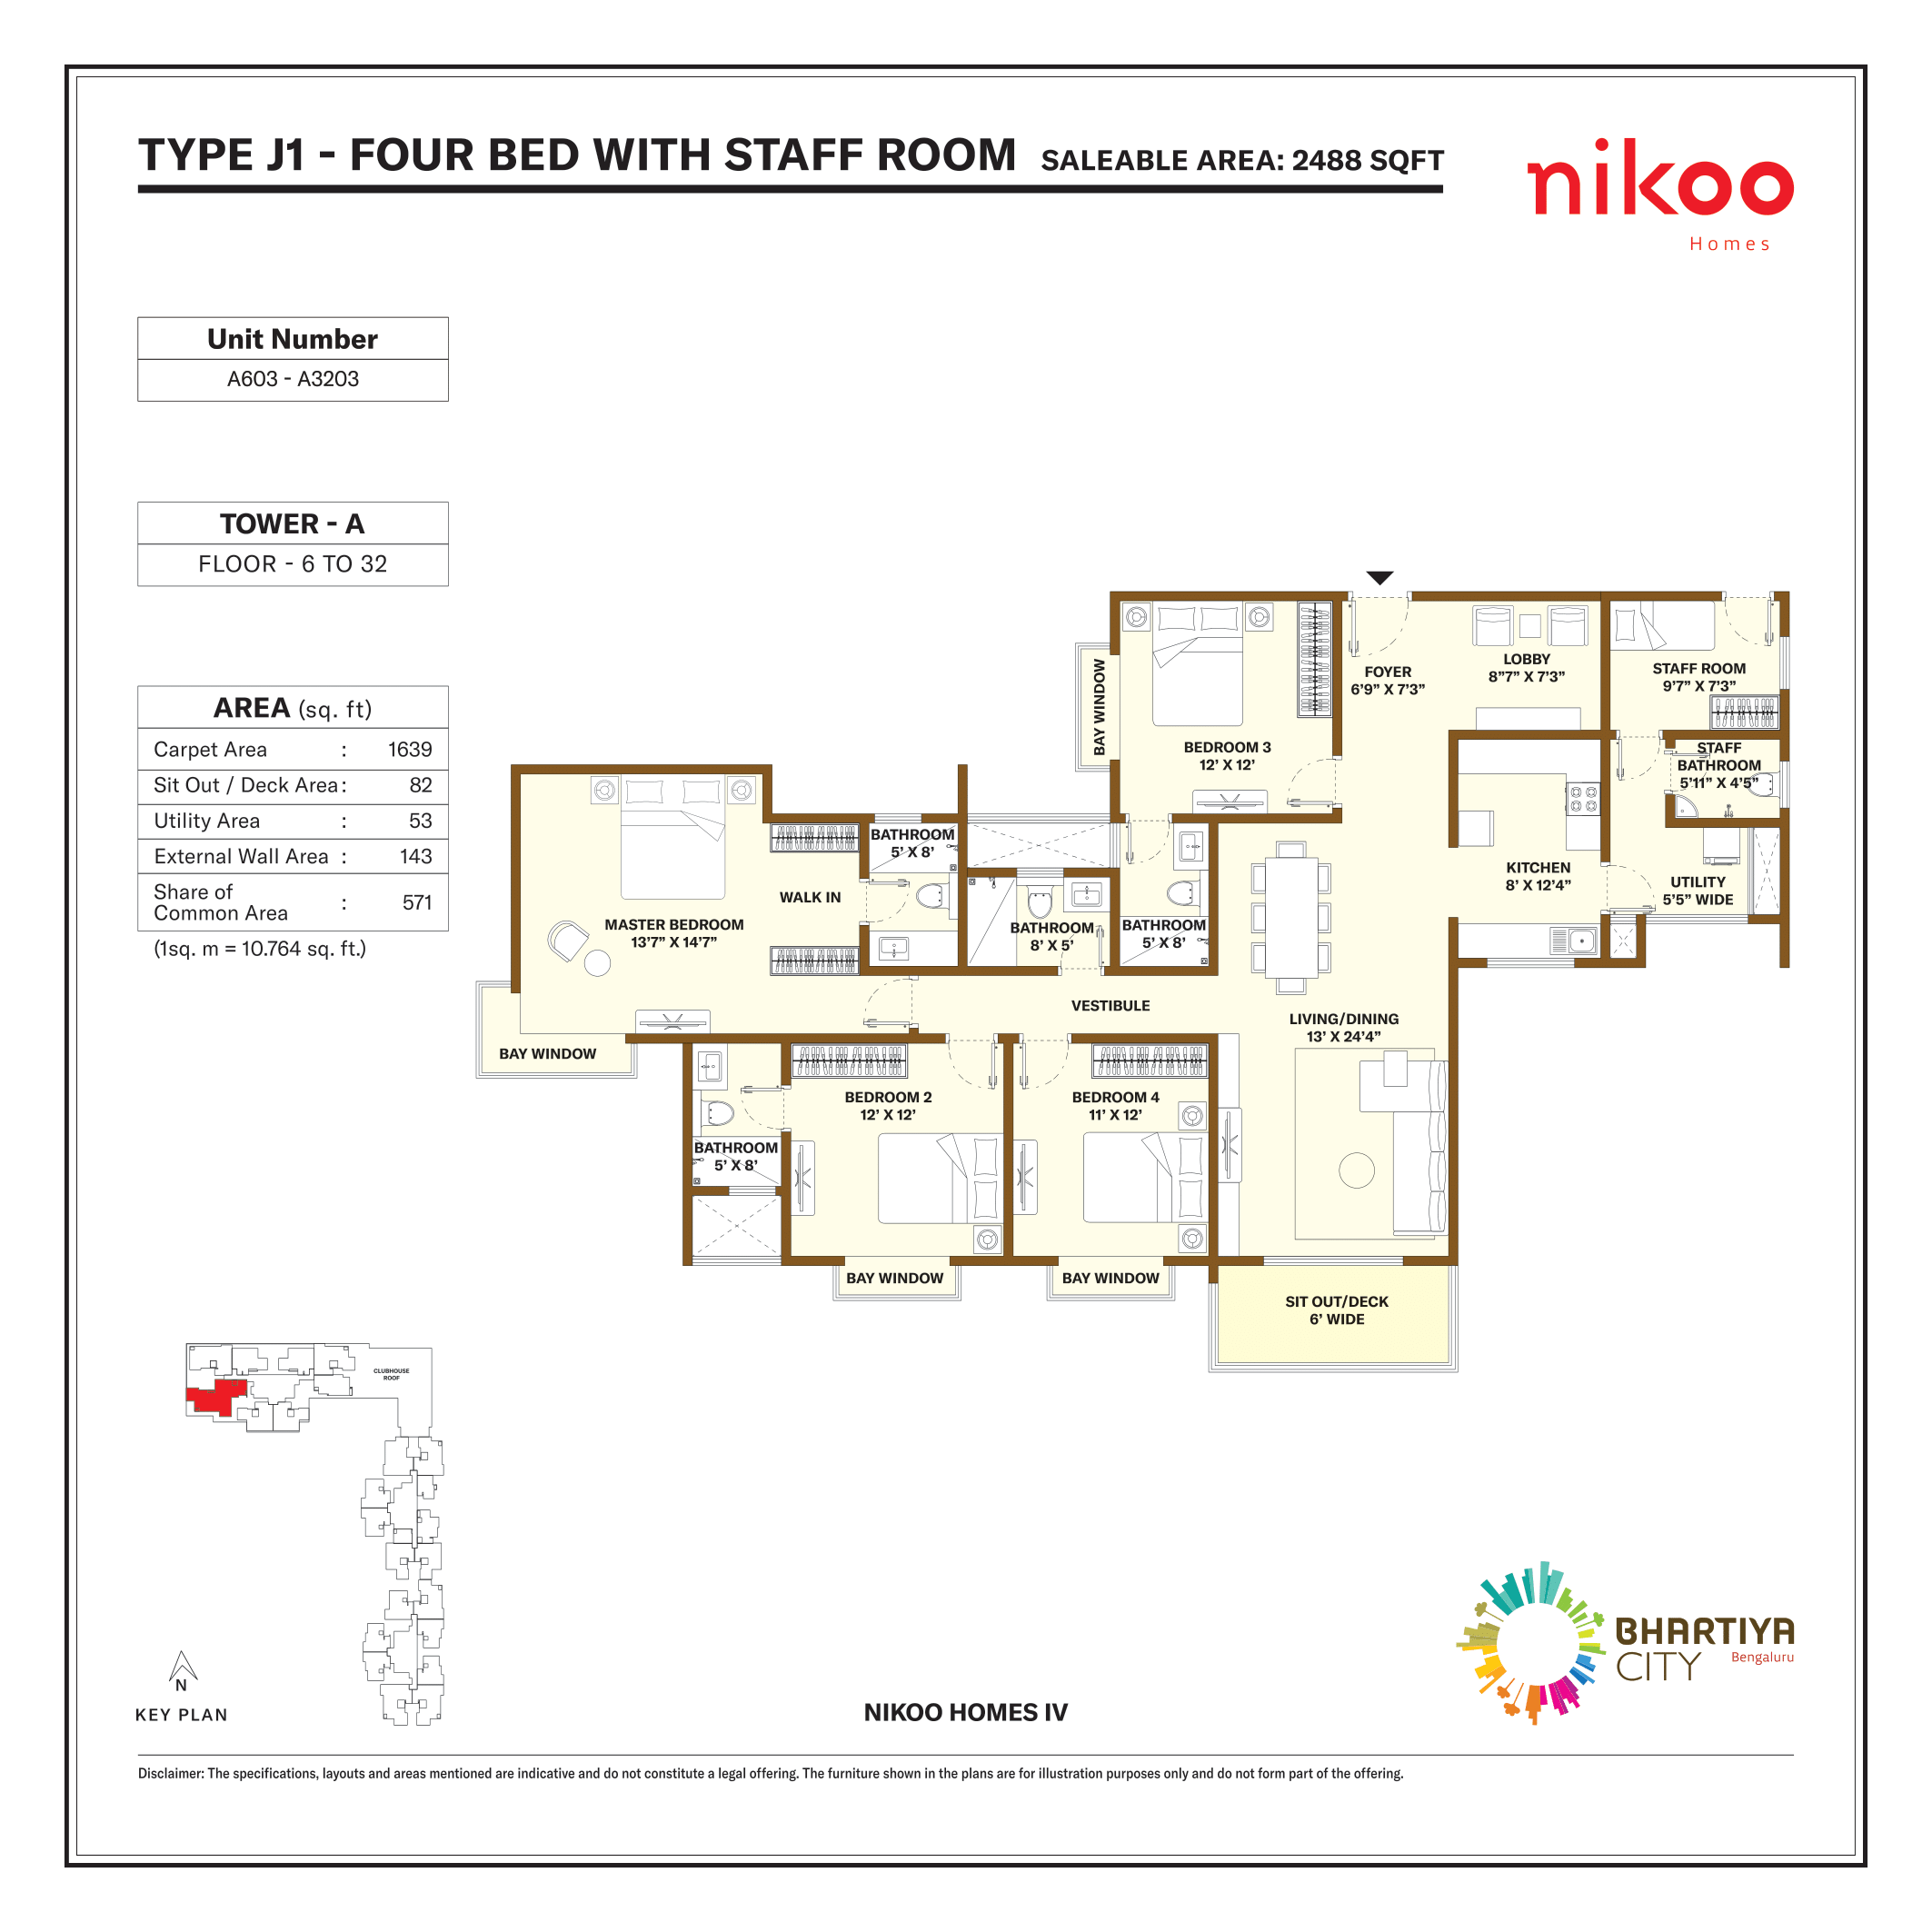 TYPE J1 - FOUR BED WITH STAFF ROOM SALEABLE AREA: 2488 SQFT
nikoo
Homes
Unit Number
A603 - A3203
TOWER - A
FLOOR - 6 TO 32
AREA (sq. ft)
Carpet Area : 1639
Sit Out / Deck Area : 82
Utility Area : 53
External Wall Area : 143
Share of
Common Area : 571
(1sq. m = 10.764 sq. ft.)
BAY WINDOW
BEDROOM 3
12’ X 12’
FOYER
6’9” X 7’3”
LOBBY
8”7” X 7’3”
STAFF ROOM
9’7” X 7’3”
STAFF
BATHROOM
5’11” X 4’5”
KITCHEN
8’ X 12’4”
UTILITY
5’5” WIDE
MASTER BEDROOM
13’7” X 14’7”
WALK IN
BATHROOM
5’ X 8’
BATHROOM
8’ X 5’
BATHROOM
5’ X 8’
VESTIBULE
LIVING/DINING
13’ X 24’4”
BAY WINDOW
BATHROOM
5’ X 8’
BEDROOM 2
12’ X 12’
BEDROOM 4
11’ X 12’
BAY WINDOW
BAY WINDOW
SIT OUT/DECK
6’ WIDE
CLUBHOUSE
ROOF
N
KEY PLAN
NIKOO HOMES IV
BHARTIYA
CITY
Bengaluru
Disclaimer: The specifications, layouts and areas mentioned are indicative and do not constitute a legal offering. The furniture shown in the plans are for illustration purposes only and do not form part of the offering.